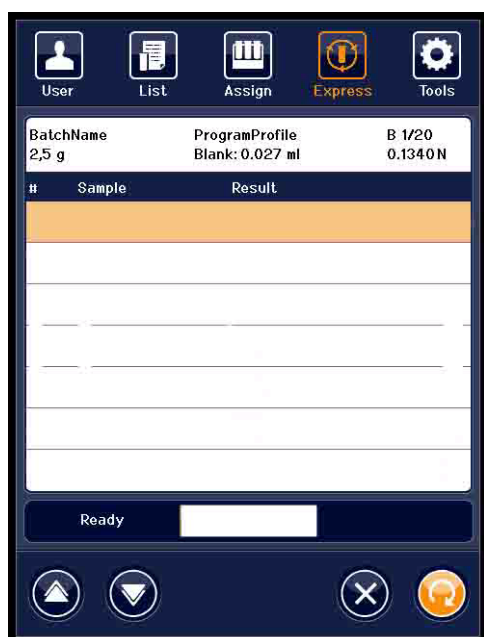 User List Assign Express Tools
BatchName ProgramProfile B 1/20
2,5 g Blank: 0.027 ml 0.1340 N
# Sample Result
Ready